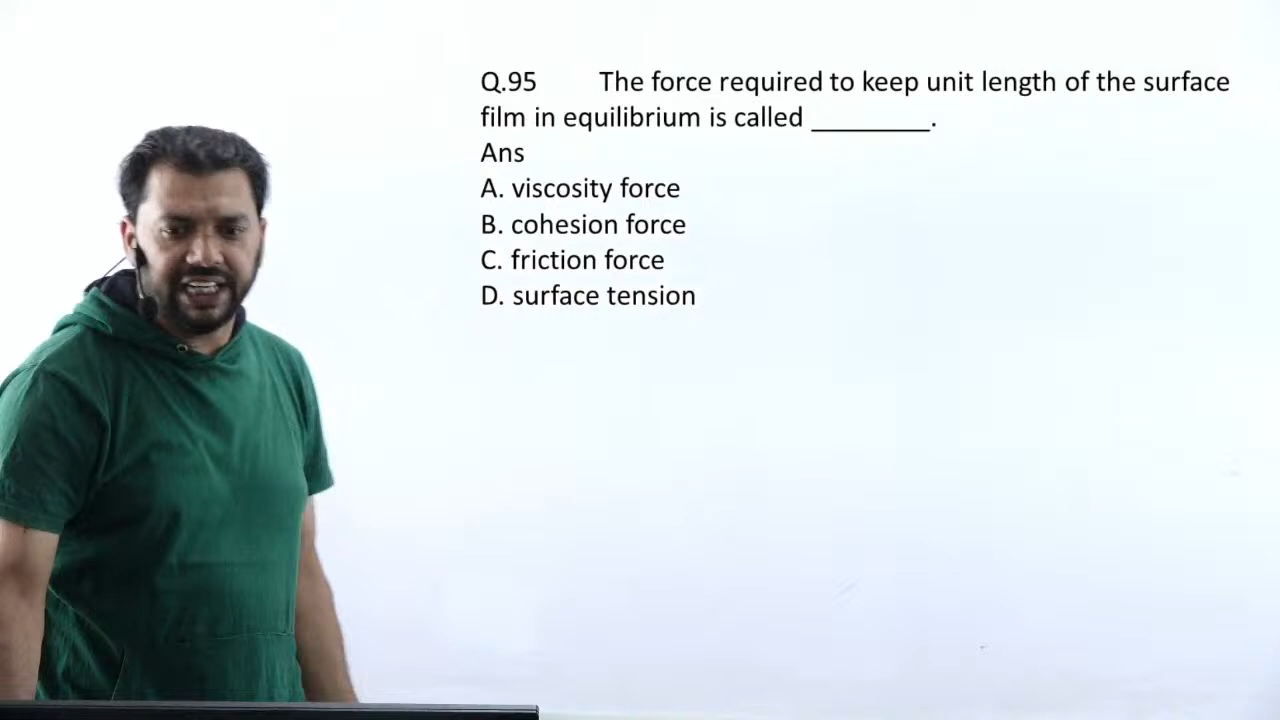 Q.95 The force required to keep unit length of the surface
film in equilibrium is called ________.
Ans
A. viscosity force
B. cohesion force
C. friction force
D. surface tension